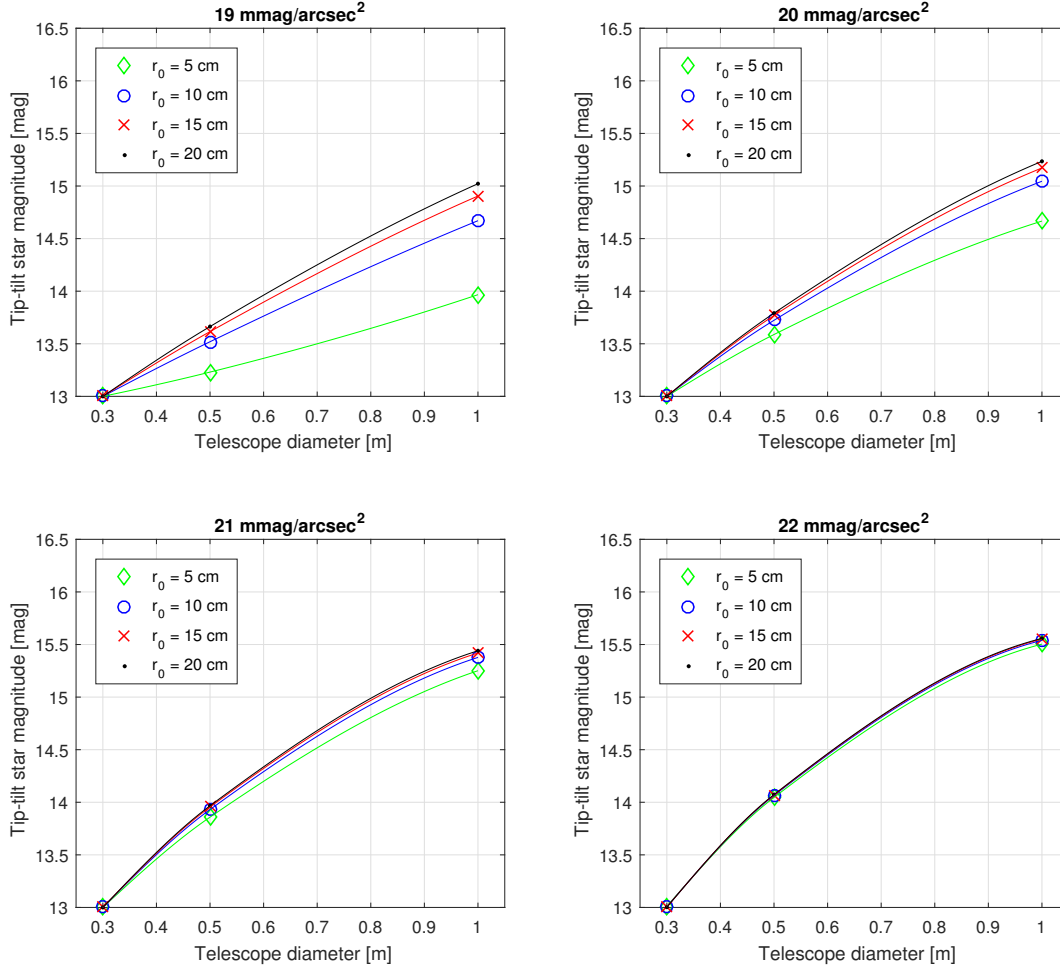 19 mmag/arcsec²
Tip-tilt star magnitude [mag]
16.5
16
15.5
15
14.5
14
13.5
13
r₀ = 5 cm
r₀ = 10 cm
r₀ = 15 cm
r₀ = 20 cm
0.3 0.4 0.5 0.6 0.7 0.8 0.9 1
Telescope diameter [m]
20 mmag/arcsec²
Tip-tilt star magnitude [mag]
16.5
16
15.5
15
14.5
14
13.5
13
r₀ = 5 cm
r₀ = 10 cm
r₀ = 15 cm
r₀ = 20 cm
0.3 0.4 0.5 0.6 0.7 0.8 0.9 1
Telescope diameter [m]
21 mmag/arcsec²
Tip-tilt star magnitude [mag]
16.5
16
15.5
15
14.5
14
13.5
13
r₀ = 5 cm
r₀ = 10 cm
r₀ = 15 cm
r₀ = 20 cm
0.3 0.4 0.5 0.6 0.7 0.8 0.9 1
Telescope diameter [m]
22 mmag/arcsec²
Tip-tilt star magnitude [mag]
16.5
16
15.5
15
14.5
14
13.5
13
r₀ = 5 cm
r₀ = 10 cm
r₀ = 15 cm
r₀ = 20 cm
0.3 0.4 0.5 0.6 0.7 0.8 0.9 1
Telescope diameter [m]